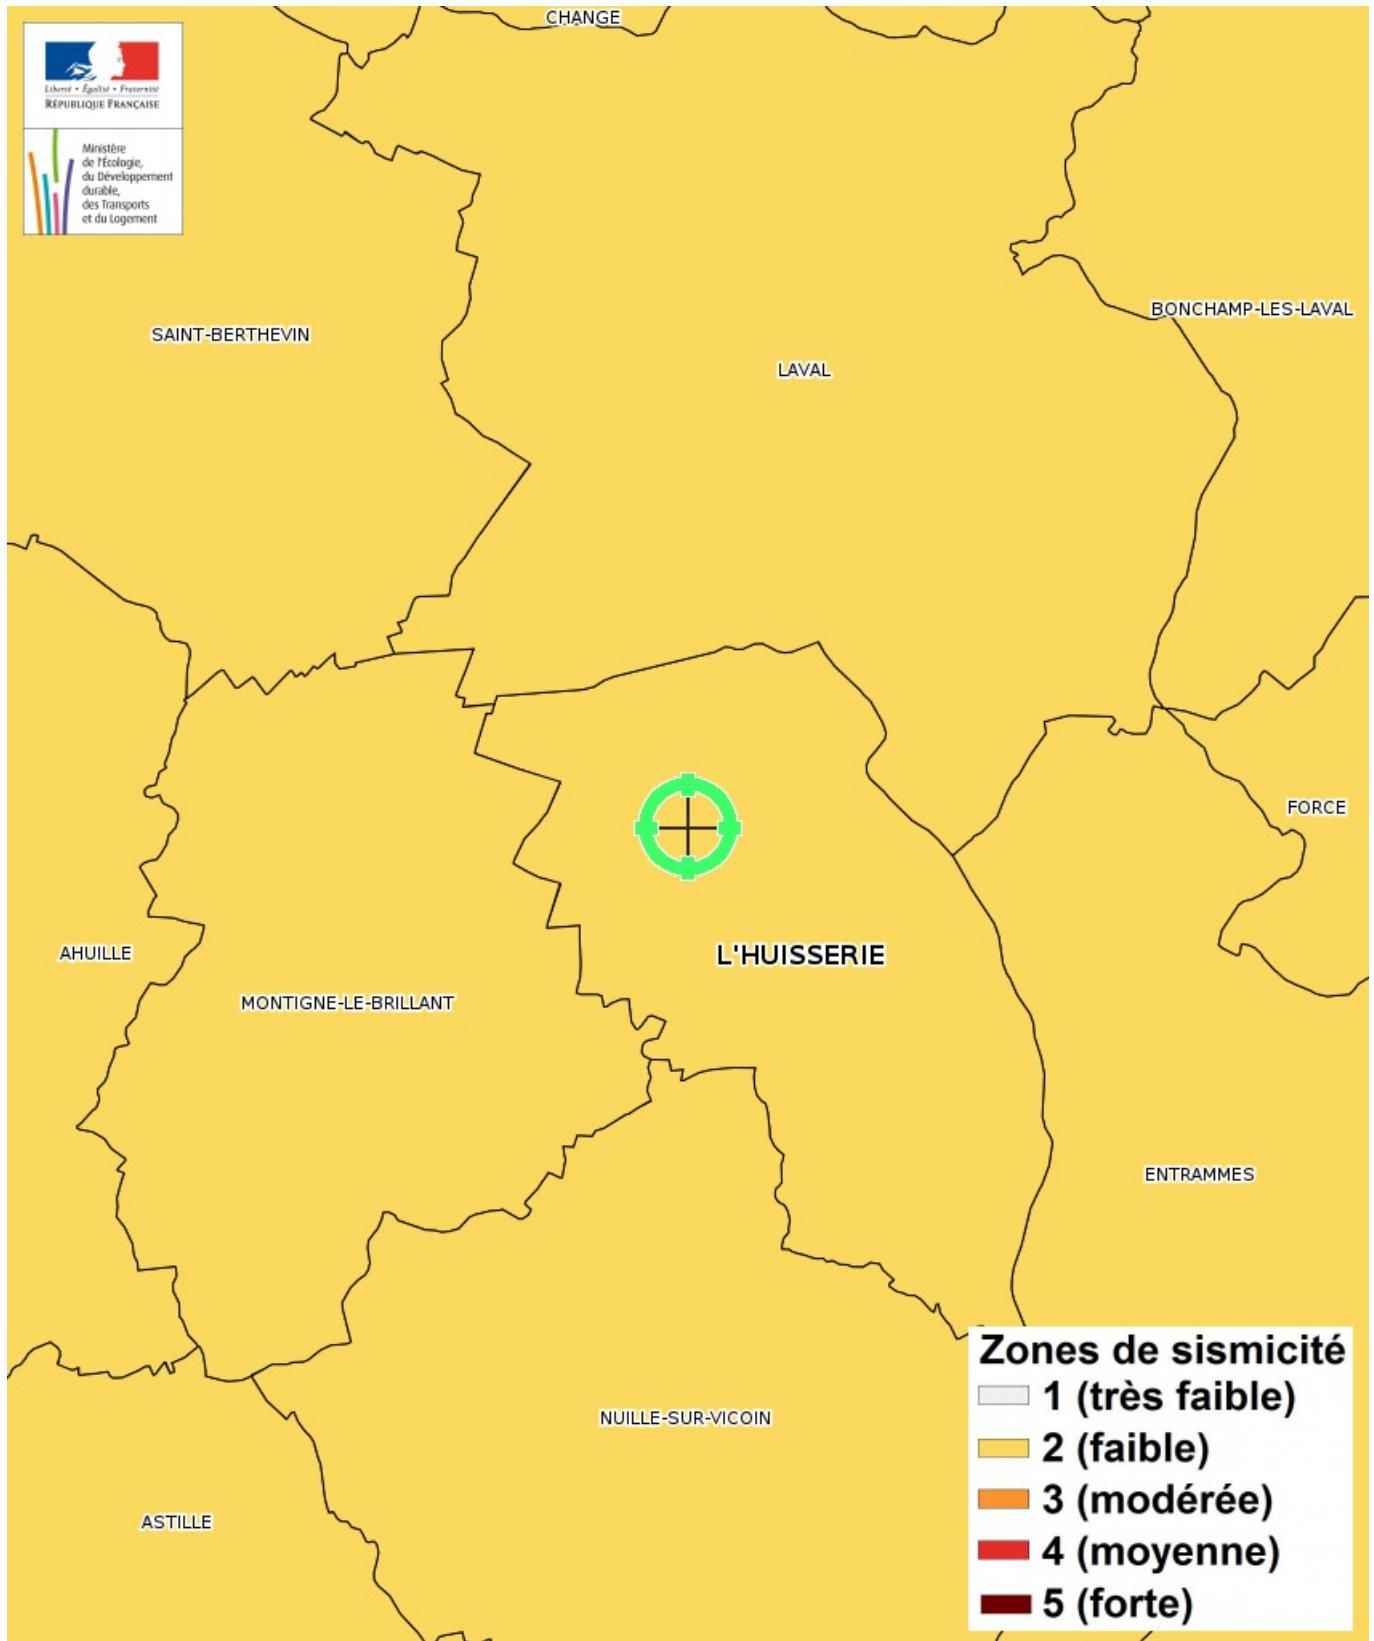 CHANGE
Liberté • Égalité • Fraternité
RÉPUBLIQUE FRANÇAISE
Ministère
de l'Écologie,
du Développement
durable,
des Transports
et du Logement
BONCHAMP-LES-LAVAL
SAINT-BERTHEVIN
LAVAL
FORCE
AHUILLE
L'HUISSERIE
MONTIGNE-LE-BRILLANT
ENTRAMMES
NUILLE-SUR-VICOIN
ASTILLE
Zones de sismicité
1 (très faible)
2 (faible)
3 (modérée)
4 (moyenne)
5 (forte)